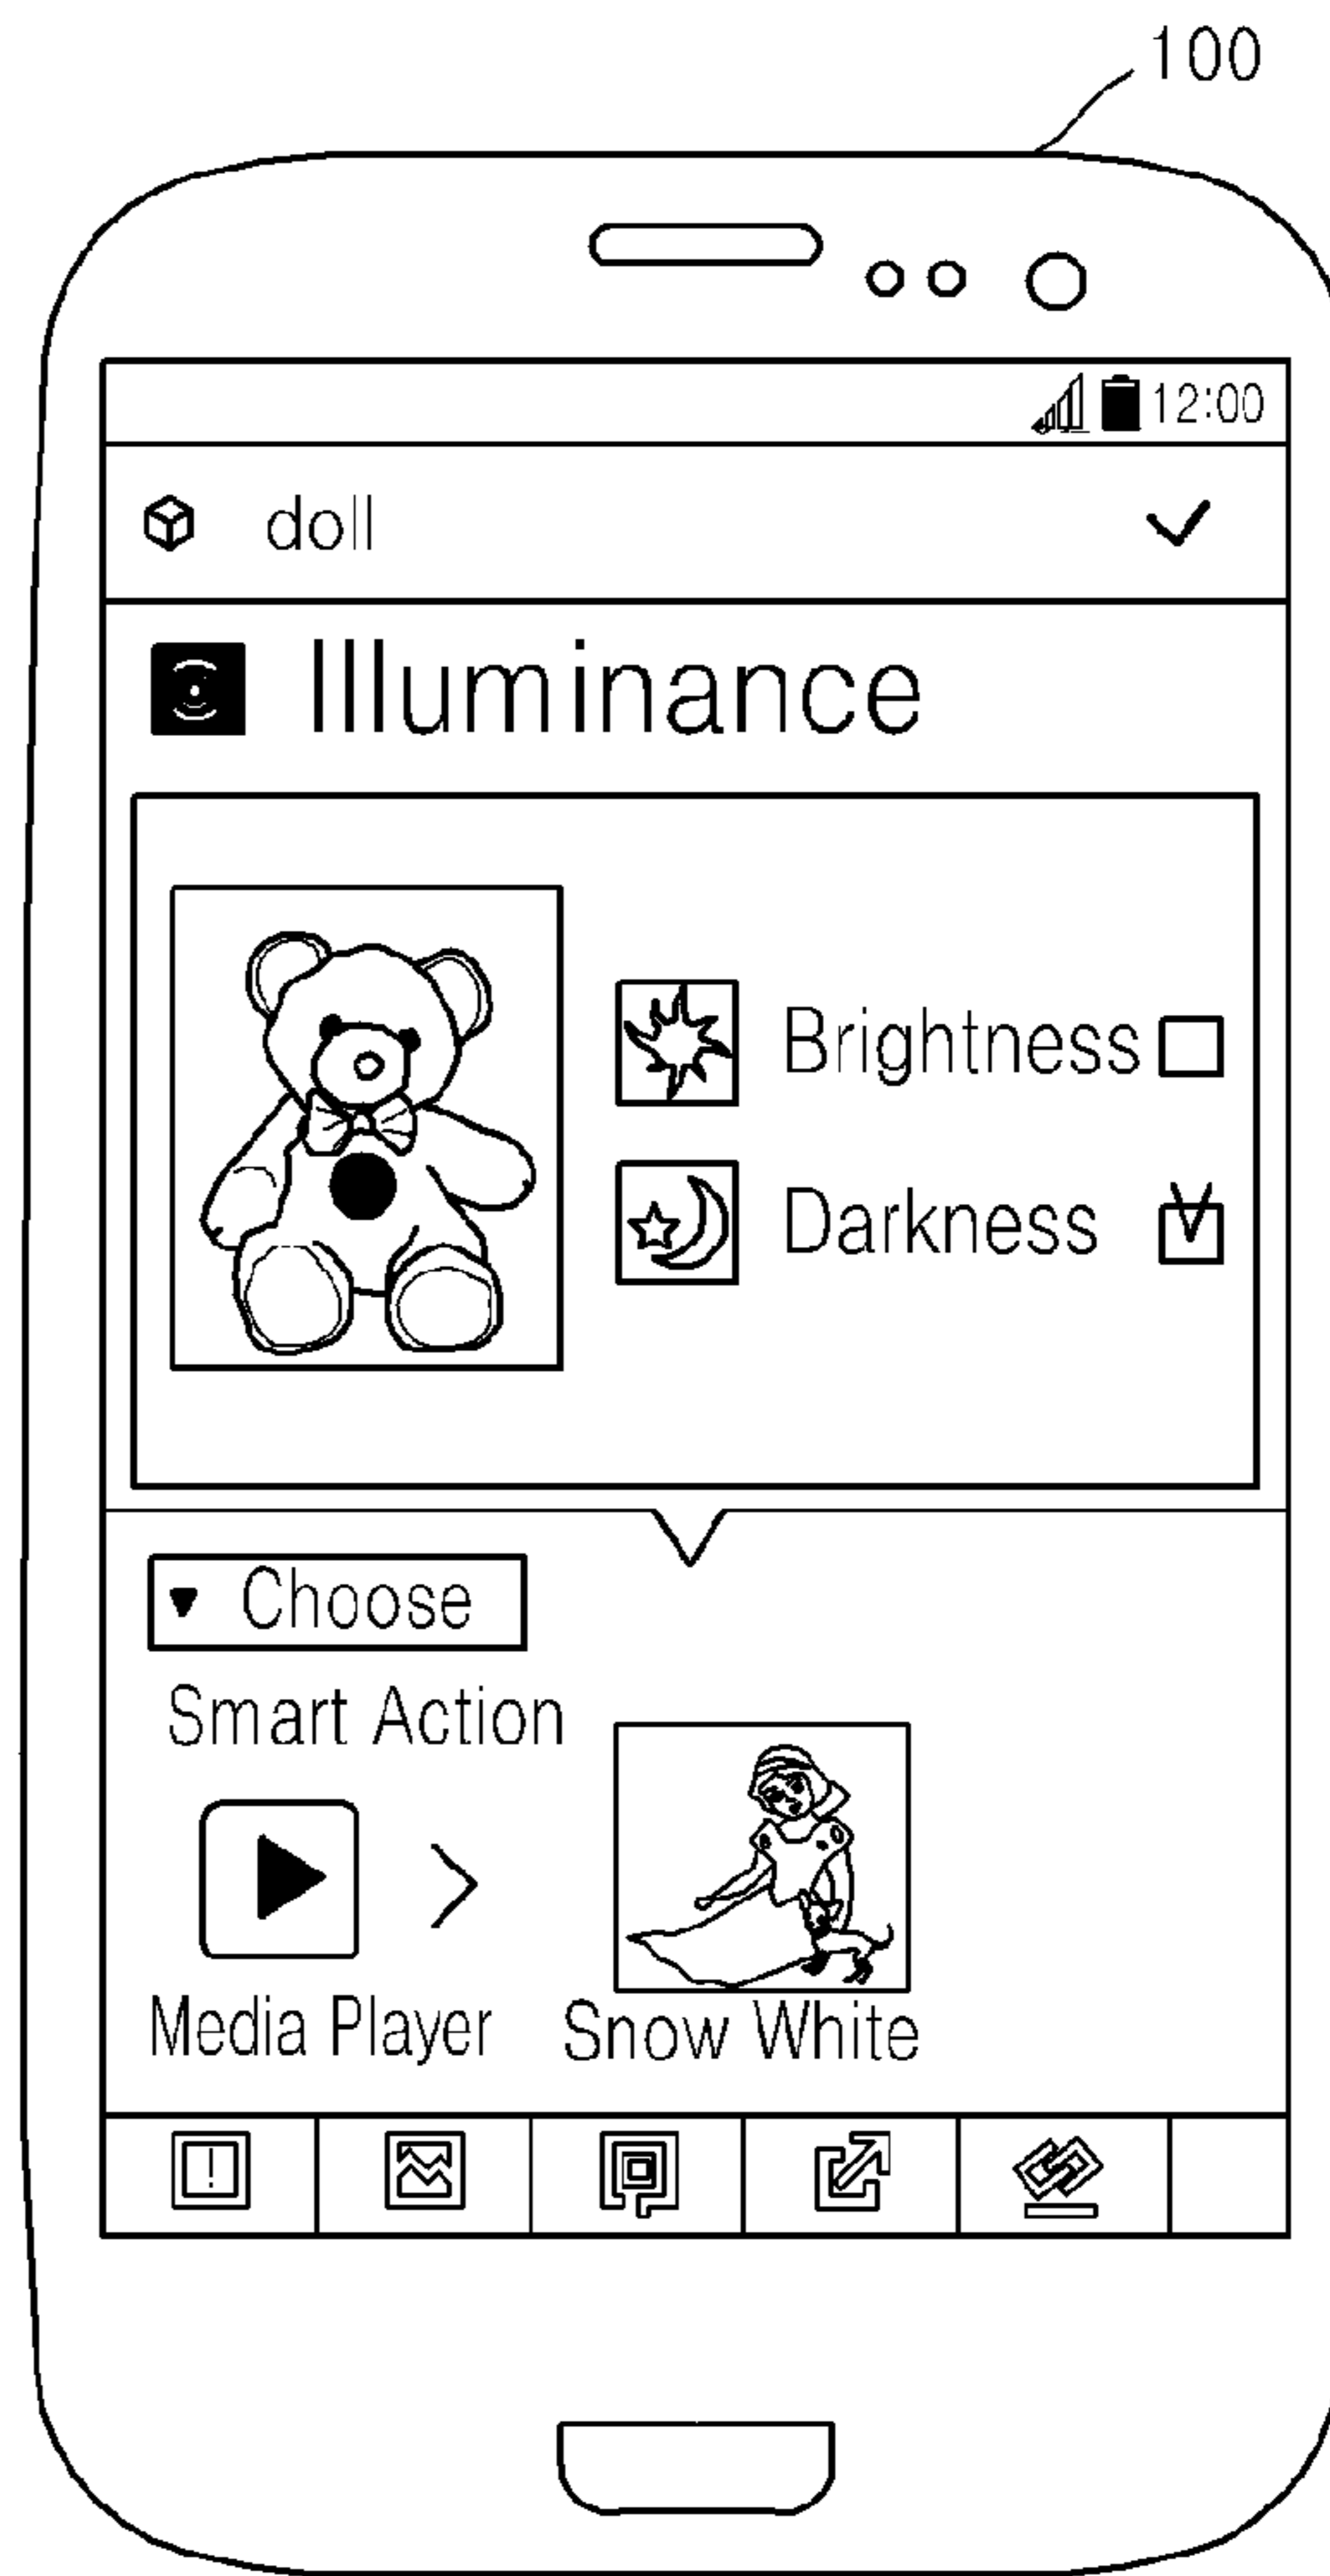 100
12:00
doll
Illuminance
Brightness
Darkness
Choose
Smart Action
Media Player
Snow White